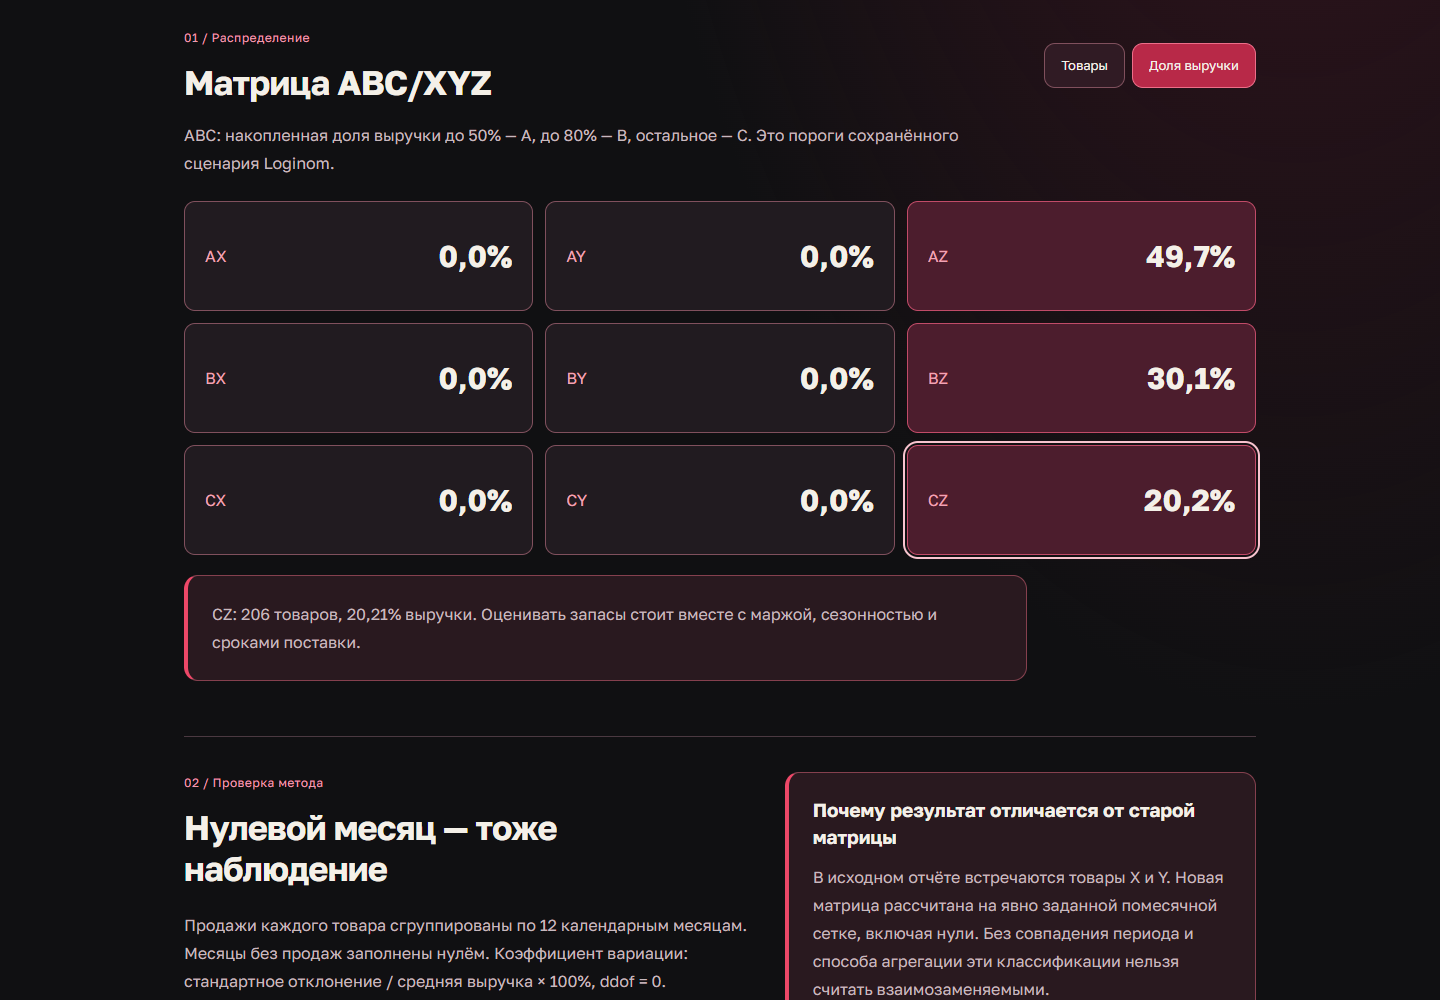 01 / Распределение
Матрица ABC/XYZ
Товары
Доля выручки
ABC: накопленная доля выручки до 50% — A, до 80% — B, остальное — C. Это пороги сохранённого
сценария Loginom.
AX 0,0%
AY 0,0%
AZ 49,7%
BX 0,0%
BY 0,0%
BZ 30,1%
CX 0,0%
CY 0,0%
CZ 20,2%
CZ: 206 товаров, 20,21% выручки. Оценивать запасы стоит вместе с маржой, сезонностью и
сроками поставки.
02 / Проверка метода
Нулевой месяц — тоже
наблюдение
Продажи каждого товара сгруппированы по 12 календарным месяцам.
Месяцы без продаж заполнены нулём. Коэффициент вариации:
стандартное отклонение / средняя выручка × 100%, ddof = 0.
Почему результат отличается от старой
матрицы
В исходном отчёте встречаются товары X и Y. Новая
матрица рассчитана на явно заданной помесячной
сетке, включая нули. Без совпадения периода и
способа агрегации эти классификации нельзя
считать взаимозаменяемыми.